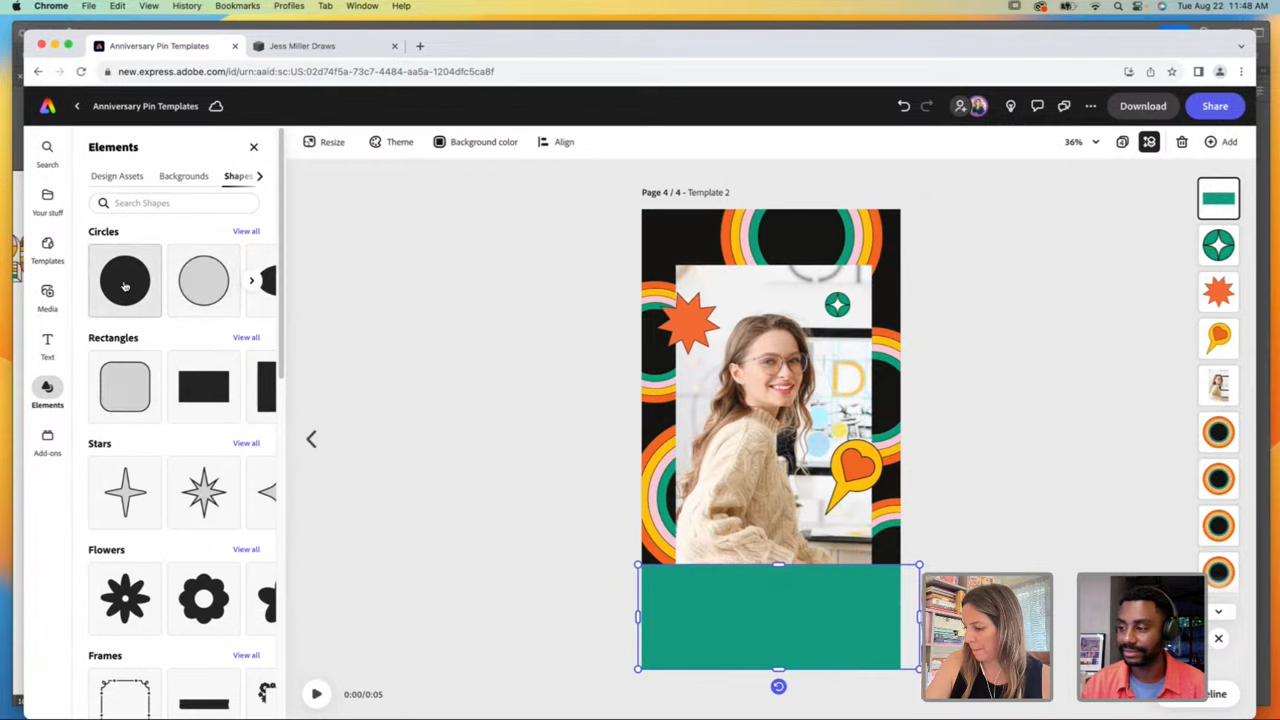 Chrome File Edit View History Bookmarks Profiles Tab Window Help Tue Aug 22 11:48 AM
Anniversary Pin Templates Jess Miller Draws
new.express.adobe.com/id/urn:aaid:sc:US:02d74f5a-73c7-4484-aa5a-1204dfc5ca8f
Anniversary Pin Templates Download Share
Elements Resize Theme Background color Align 36% Add
Search
Design Assets Backgrounds Shapes
Your stuff
Search Shapes
Page 4 / 4 - Template 2
Circles View all
Templates
Media
Rectangles View all
Text
D
Elements
Stars View all
Add-ons
Flowers View all
Frames View all
0:00/0:05